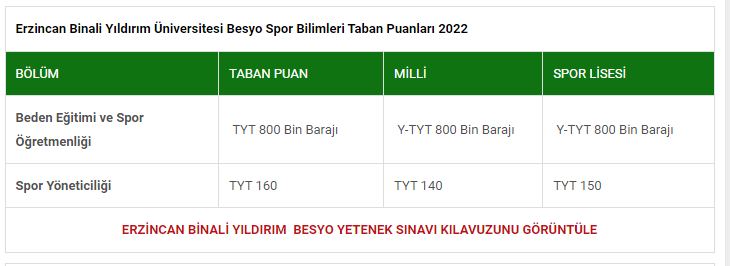 Erzincan Binali Yıldırım Üniversitesi Besyo Spor Bilimleri Taban Puanları 2022
BÖLÜM TABAN PUAN MİLLİ SPOR LİSESİ
Beden Eğitimi ve Spor
Öğretmenliği
TYT 800 Bin Barajı Y-TYT 800 Bin Barajı Y-TYT 800 Bin Barajı
Spor Yöneticiliği TYT 160 TYT 140 TYT 150
ERZİNCAN BİNALİ YILDIRIM BESYO YETENEK SINAVI KILAVUZUNU GÖRÜNTÜLE